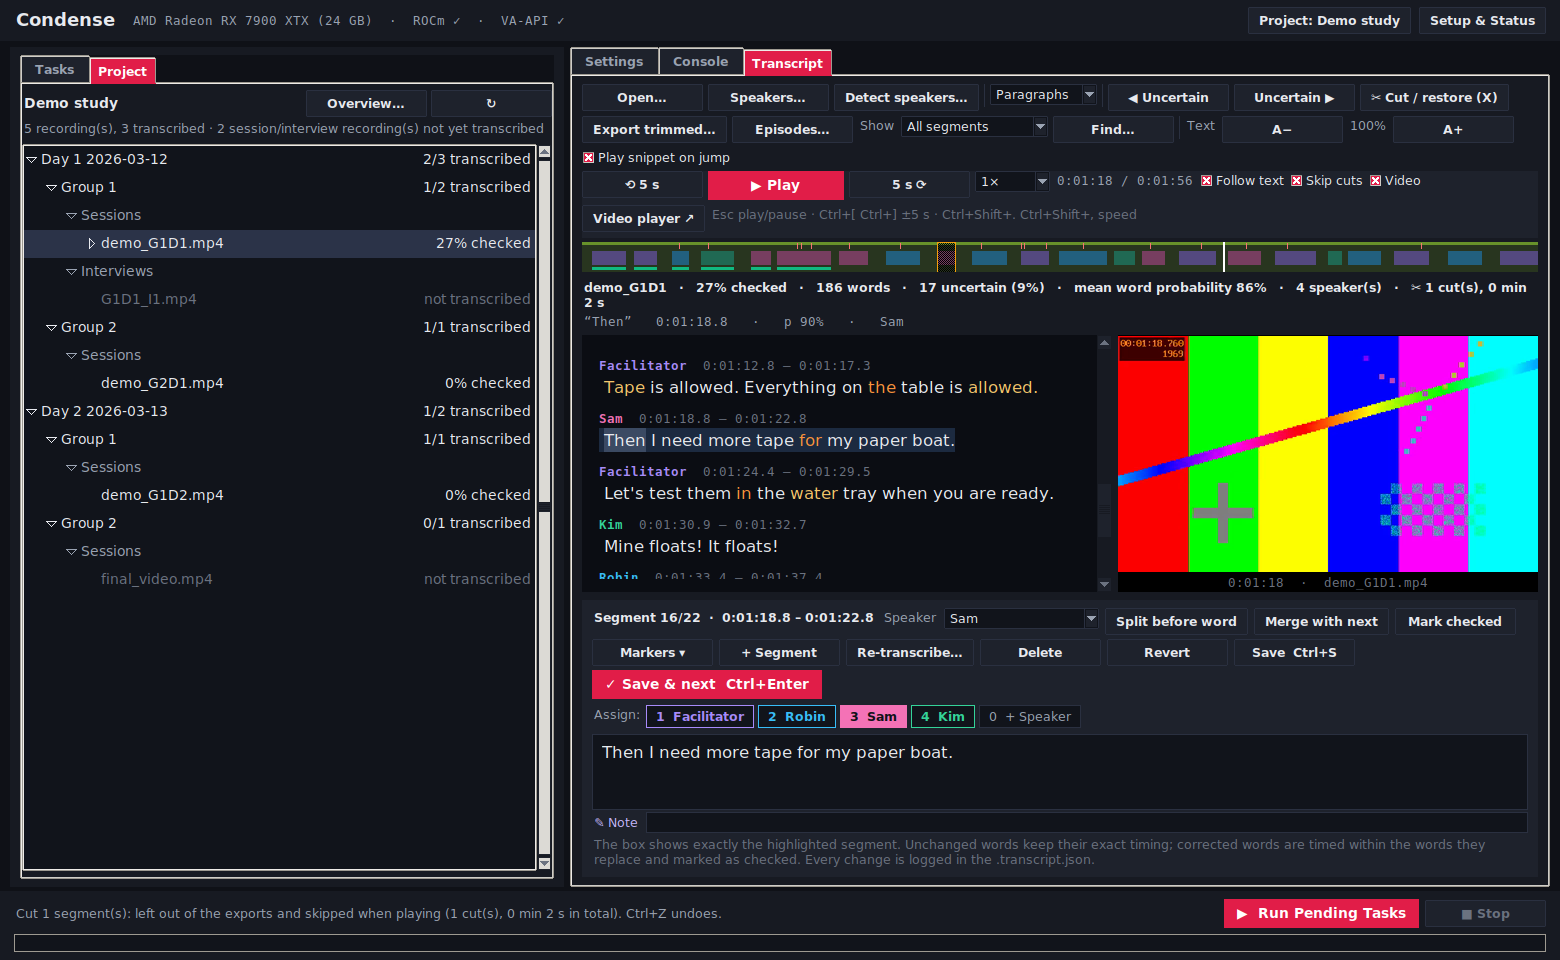 Condense AMD Radeon RX 7900 XTX (24 GB) · ROCm ✓ · VA-API ✓ Project: Demo study Setup & Status
Tasks Project
Demo study Overview… ↻
5 recording(s), 3 transcribed · 2 session/interview recording(s) not yet transcribed
Day 1 2026-03-12 2/3 transcribed
Group 1 1/2 transcribed
Sessions
demo_G1D1.mp4 27% checked
Interviews
G1D1_I1.mp4 not transcribed
Group 2 1/1 transcribed
Sessions
demo_G2D1.mp4 0% checked
Day 2 2026-03-13 1/2 transcribed
Group 1 1/1 transcribed
Sessions
demo_G1D2.mp4 0% checked
Group 2 0/1 transcribed
Sessions
final_video.mp4 not transcribed
Settings Console Transcript
Open… Speakers… Detect speakers… Paragraphs ◀ Uncertain Uncertain ▶ ✂ Cut / restore (X)
Export trimmed… Episodes… Show All segments Find… Text A− 100% A+
Play snippet on jump
⟲ 5 s ▶ Play 5 s ⟳ 1× 0:01:18 / 0:01:56 Follow text Skip cuts Video
Video player ↗ Esc play/pause · Ctrl+[ Ctrl+] ±5 s · Ctrl+Shift+. Ctrl+Shift+, speed
demo_G1D1 · 27% checked · 186 words · 17 uncertain (9%) · mean word probability 86% · 4 speaker(s) · ✂ 1 cut(s), 0 min
2 s
“Then” 0:01:18.8 · p 90% · Sam
Facilitator 0:01:12.8 – 0:01:17.3
Tape is allowed. Everything on the table is allowed.
Sam 0:01:18.8 – 0:01:22.8
Then I need more tape for my paper boat.
Facilitator 0:01:24.4 – 0:01:29.5
Let's test them in the water tray when you are ready.
Kim 0:01:30.9 – 0:01:32.7
Mine floats! It floats!
Robin 0:01:33.4 – 0:01:37.4
00:01:18.760
1969
0:01:18 · demo_G1D1.mp4
Segment 16/22 · 0:01:18.8 – 0:01:22.8 Speaker Sam Split before word Merge with next Mark checked
Markers ▾ + Segment Re-transcribe… Delete Revert Save Ctrl+S
✓ Save & next Ctrl+Enter
Assign: 1 Facilitator 2 Robin 3 Sam 4 Kim 0 + Speaker
Then I need more tape for my paper boat.
✎ Note
The box shows exactly the highlighted segment. Unchanged words keep their exact timing; corrected words are timed within the words they
replace and marked as checked. Every change is logged in the .transcript.json.
Cut 1 segment(s): left out of the exports and skipped when playing (1 cut(s), 0 min 2 s in total). Ctrl+Z undoes. ▶ Run Pending Tasks ■ Stop